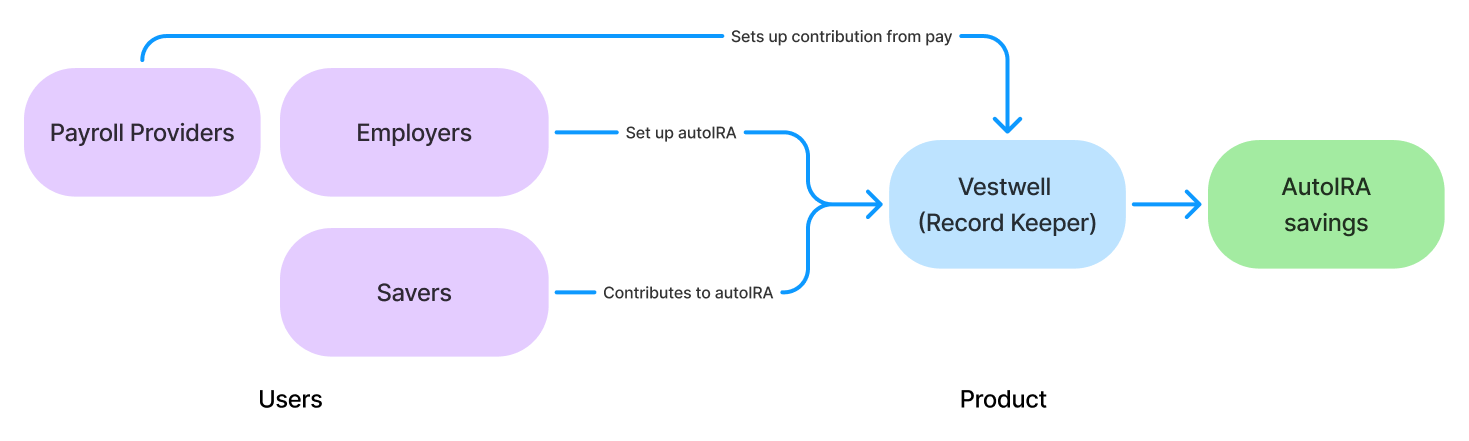 Sets up contribution from pay
Payroll Providers
Employers
Set up autoIRA
Vestwell
(Record Keeper)
AutoIRA
savings
Savers
Contributes to autoIRA
Users
Product